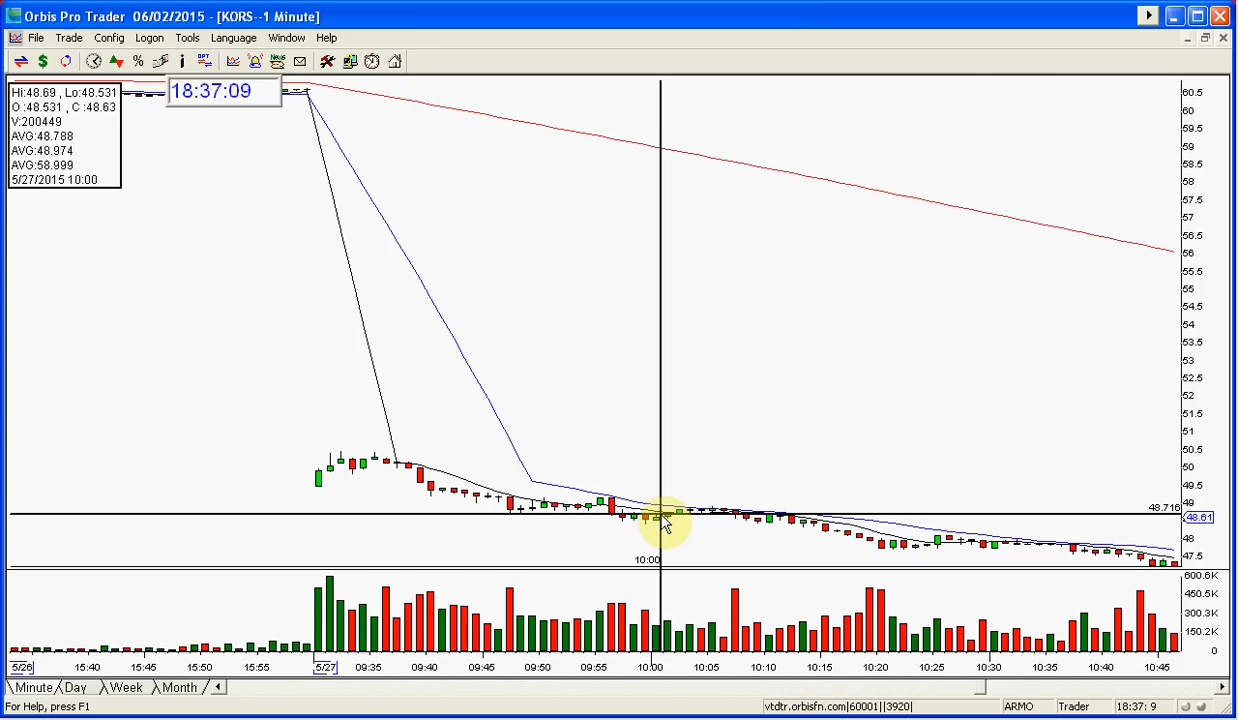 Orbis Pro Trader 06/02/2015 - [KORS--1 Minute]
File Trade Config Logon Tools Language Window Help
$ % i OPT News
18:37:09
Hi:48.69 , Lo:48.531
O :48.531 , C :48.63
V:200449
AVG:48.788
AVG:48.974
AVG:58.999
5/27/2015 10:00
60.5
60
59.5
59
58.5
58
57.5
57
56.5
56
55.5
55
54.5
54
53.5
53
52.5
52
51.5
51
50.5
50
49.5
49
48.716
48.61
48
47.5
10:00
600.6K
450.5K
300.3K
150.2K
0
5/26 15:40 15:45 15:50 15:55 5/27 09:35 09:40 09:45 09:50 09:55 10:00 10:05 10:10 10:15 10:20 10:25 10:30 10:35 10:40 10:45
Minute Day Week Month
For Help, press F1 vtdtr.orbisfn.com|60001||3920| ARMO Trader 18:37: 9